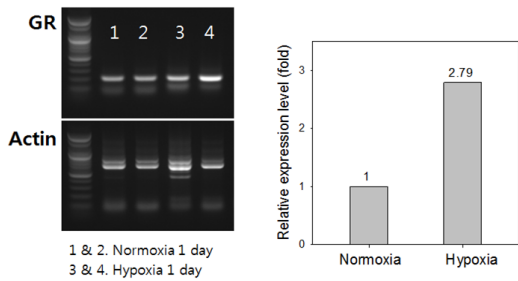 GR
1 2 3 4
Actin
1 & 2. Normoxia 1 day
3 & 4. Hypoxia 1 day
Relative expression level (fold)
3
2
1
0
1
2.79
Normoxia Hypoxia